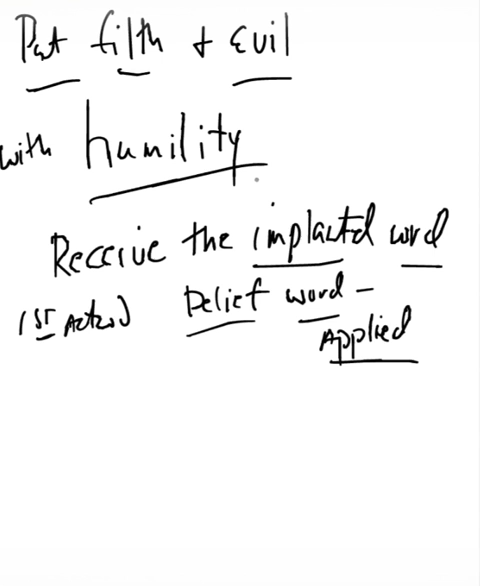 Put filth + Evil
with humility
Receive the implanted word
(1st Action) Belief word -
Applied